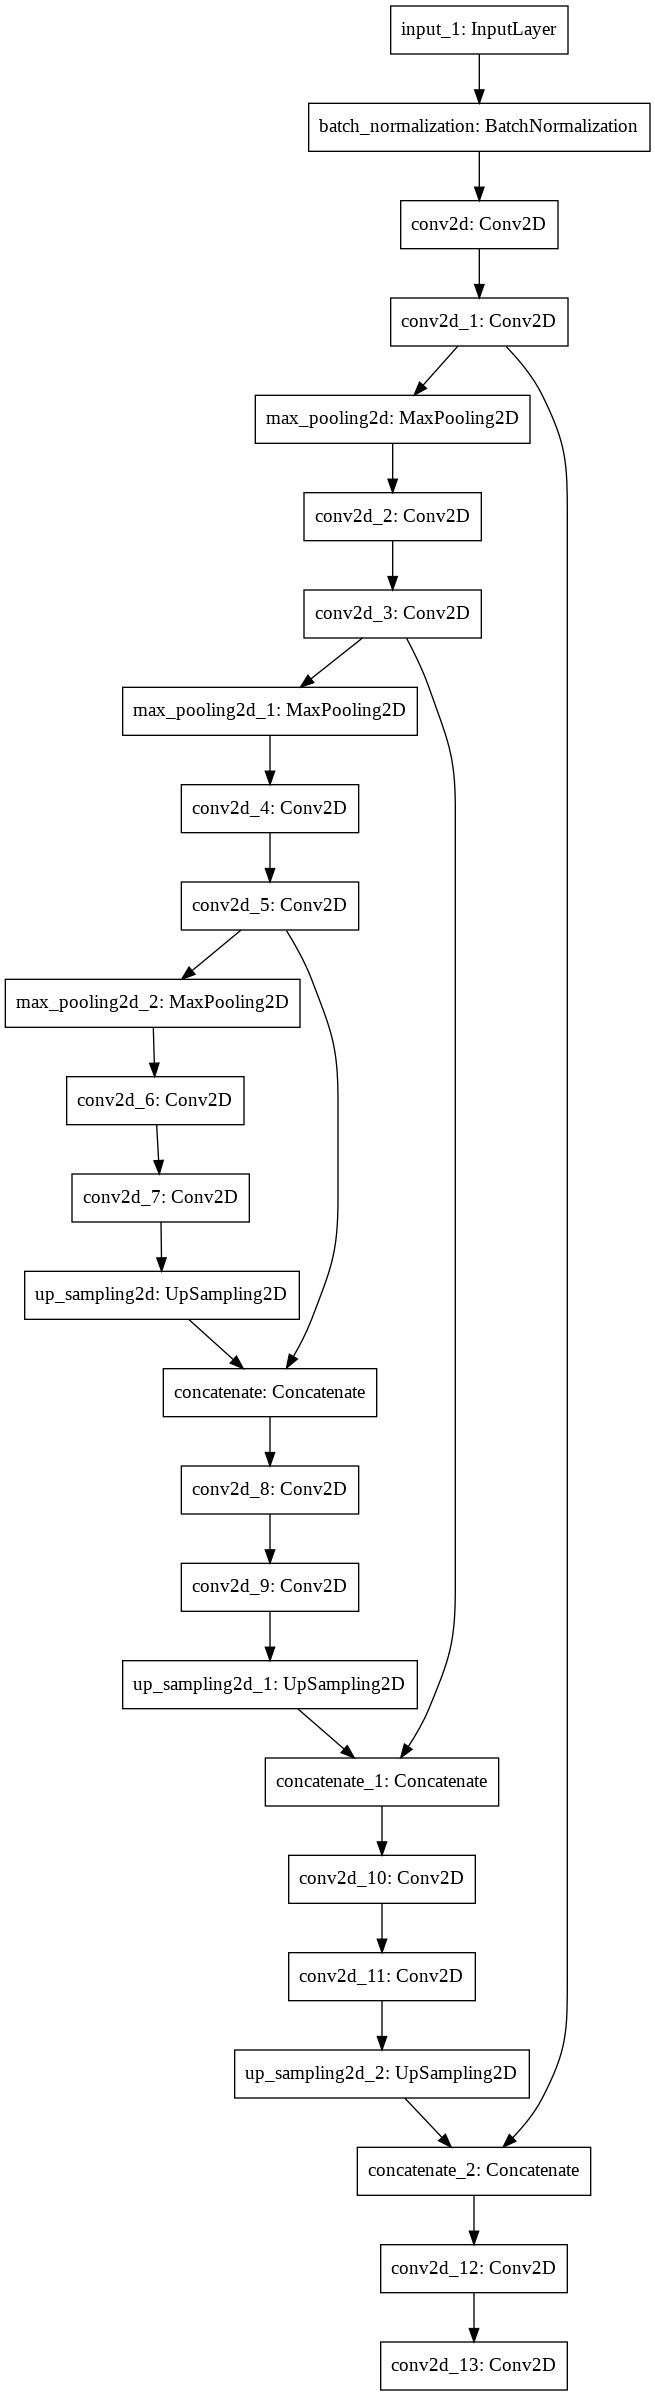 input_1: InputLayer
batch_normalization: BatchNormalization
conv2d: Conv2D
conv2d_1: Conv2D
max_pooling2d: MaxPooling2D
conv2d_2: Conv2D
conv2d_3: Conv2D
max_pooling2d_1: MaxPooling2D
conv2d_4: Conv2D
conv2d_5: Conv2D
max_pooling2d_2: MaxPooling2D
conv2d_6: Conv2D
conv2d_7: Conv2D
up_sampling2d: UpSampling2D
concatenate: Concatenate
conv2d_8: Conv2D
conv2d_9: Conv2D
up_sampling2d_1: UpSampling2D
concatenate_1: Concatenate
conv2d_10: Conv2D
conv2d_11: Conv2D
up_sampling2d_2: UpSampling2D
concatenate_2: Concatenate
conv2d_12: Conv2D
conv2d_13: Conv2D